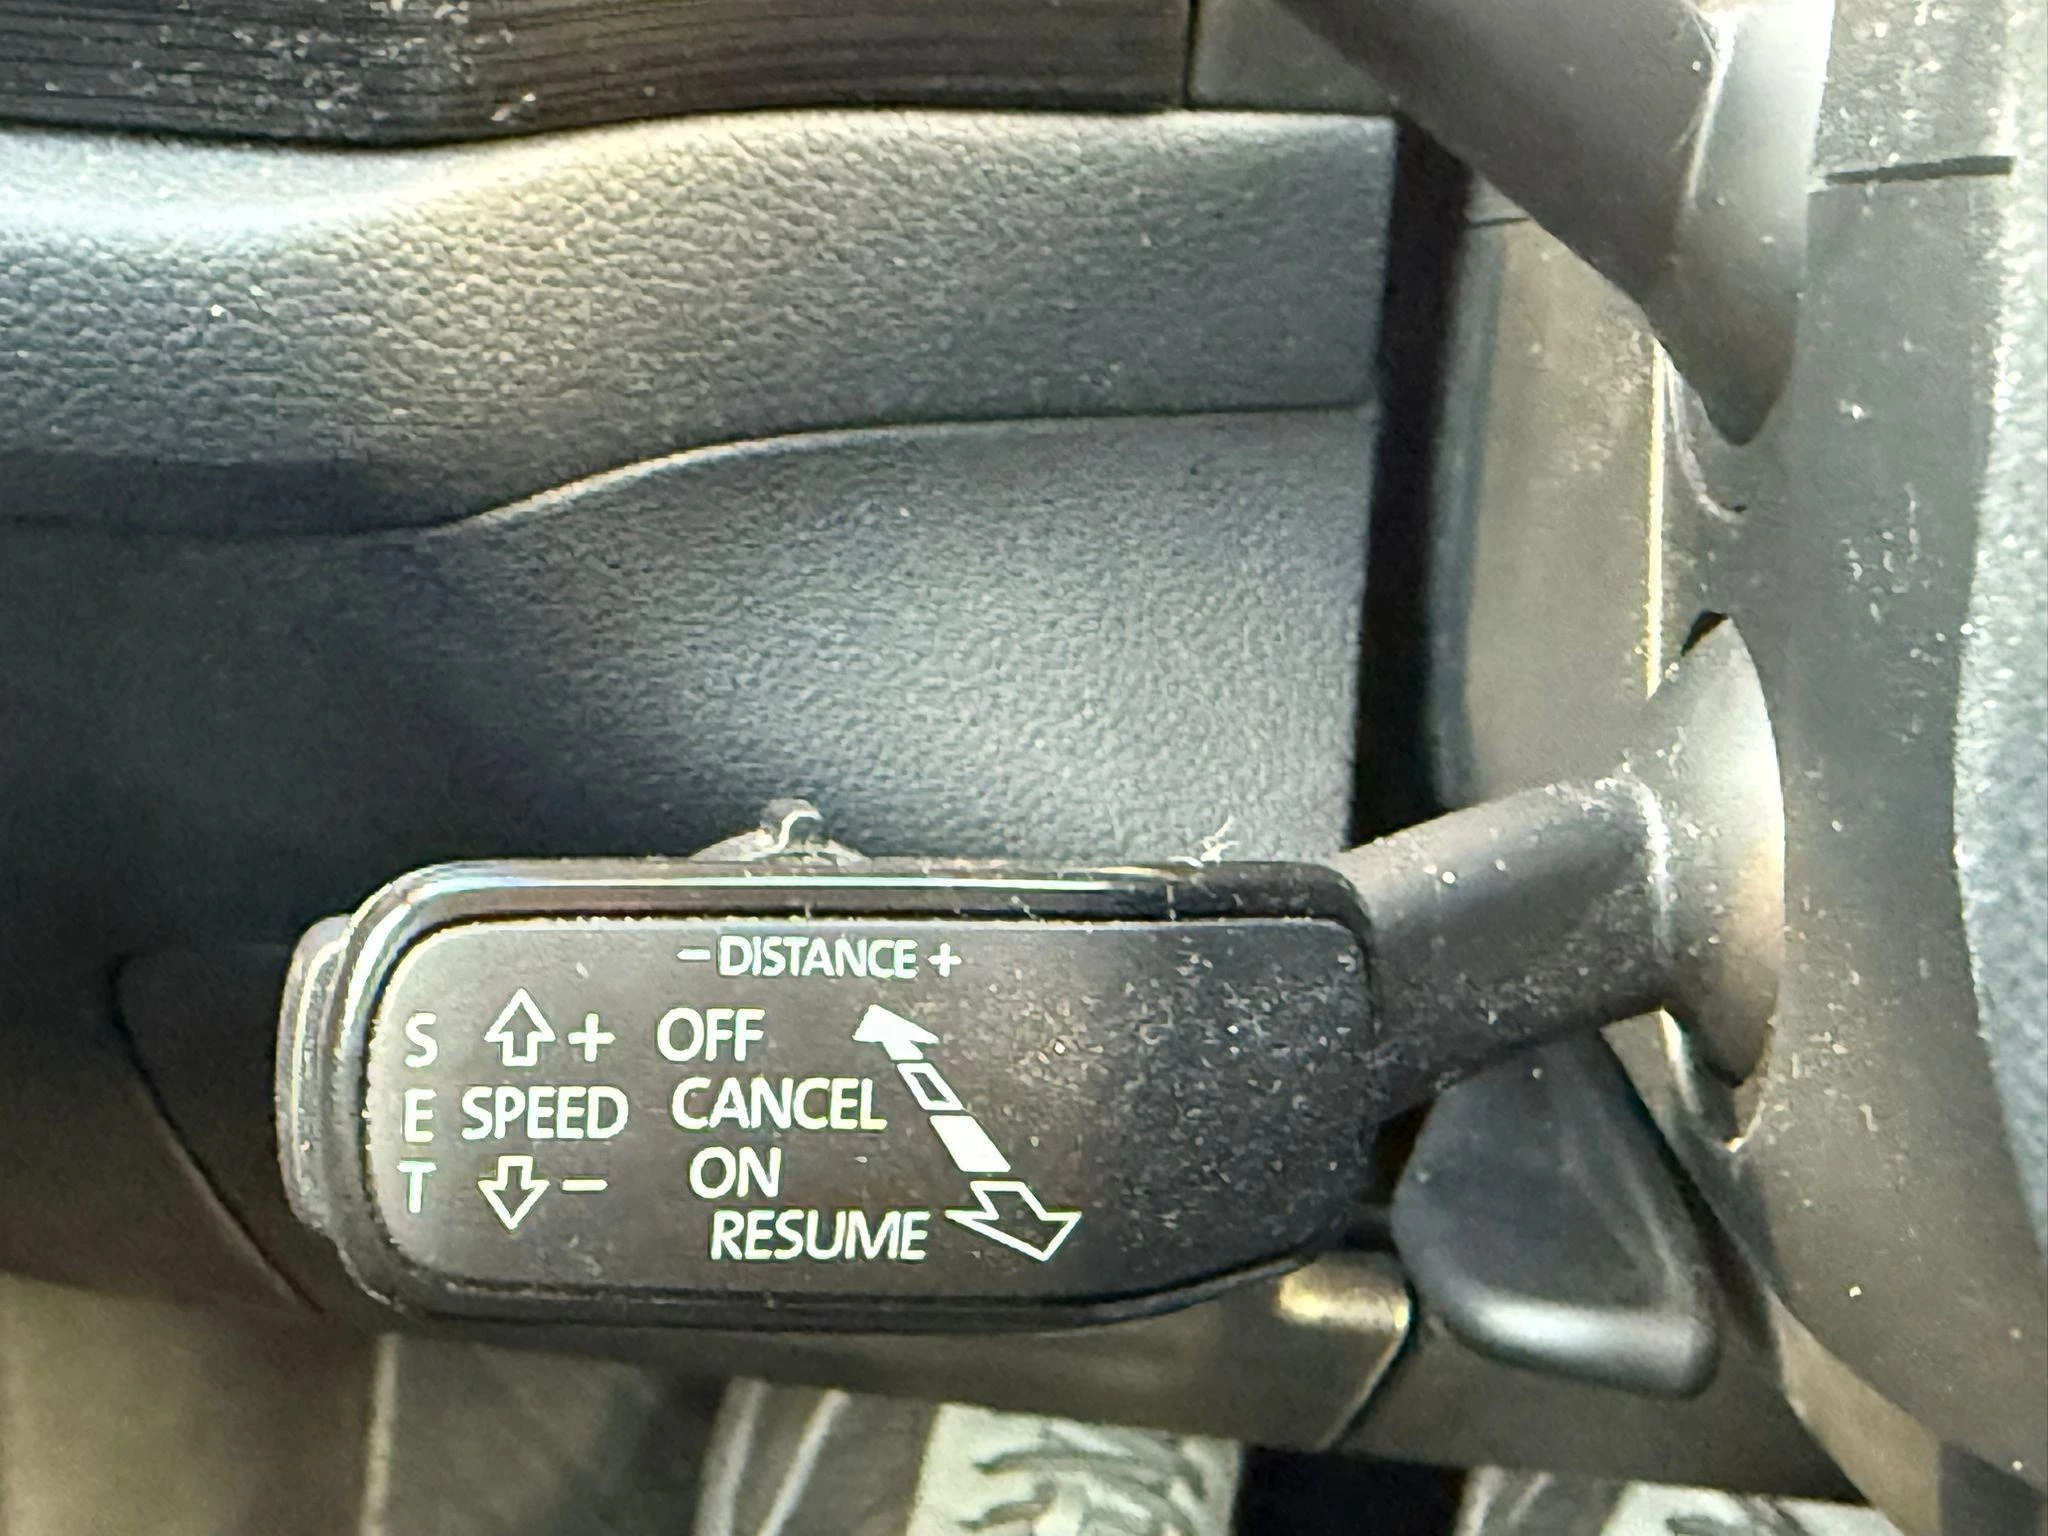 - DISTANCE +
S + OFF
E SPEED CANCEL
T - ON
RESUME